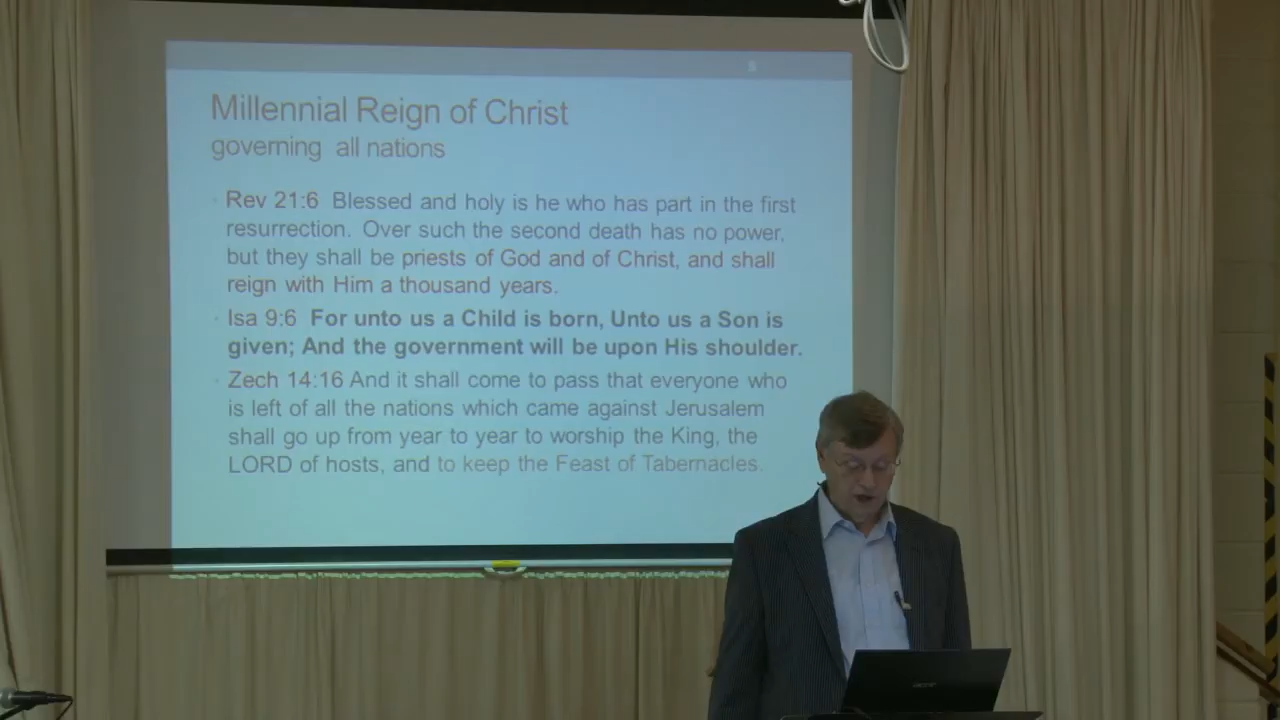 8
Millennial Reign of Christ
governing all nations
Rev 21:6 Blessed and holy is he who has part in the first
resurrection. Over such the second death has no power,
but they shall be priests of God and of Christ, and shall
reign with Him a thousand years.
Isa 9:6 For unto us a Child is born, Unto us a Son is
given; And the government will be upon His shoulder.
Zech 14:16 And it shall come to pass that everyone who
is left of all the nations which came against Jerusalem
shall go up from year to year to worship the King, the
LORD of hosts, and to keep the Feast of Tabernacles.
acer